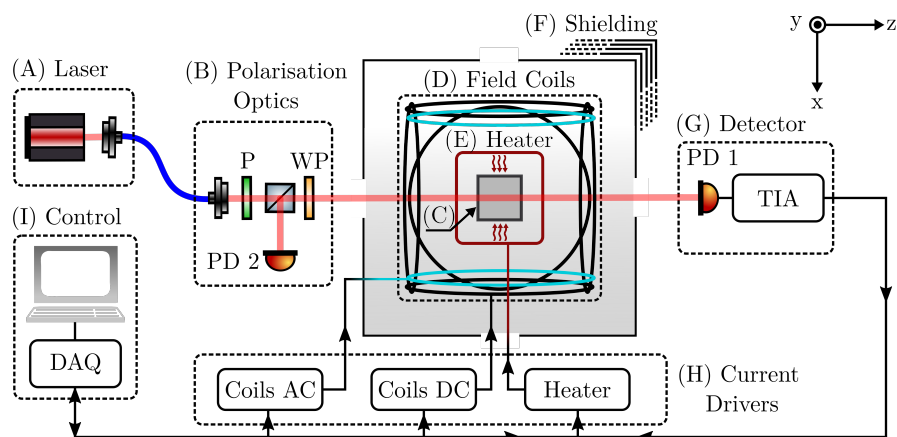 (F) Shielding
y
z
x
(A) Laser
(B) Polarisation
Optics
(D) Field Coils
(G) Detector
P
WP
(E) Heater
PD 1
TIA
(C)
(I) Control
PD 2
DAQ
Coils AC
Coils DC
Heater
(H) Current
Drivers